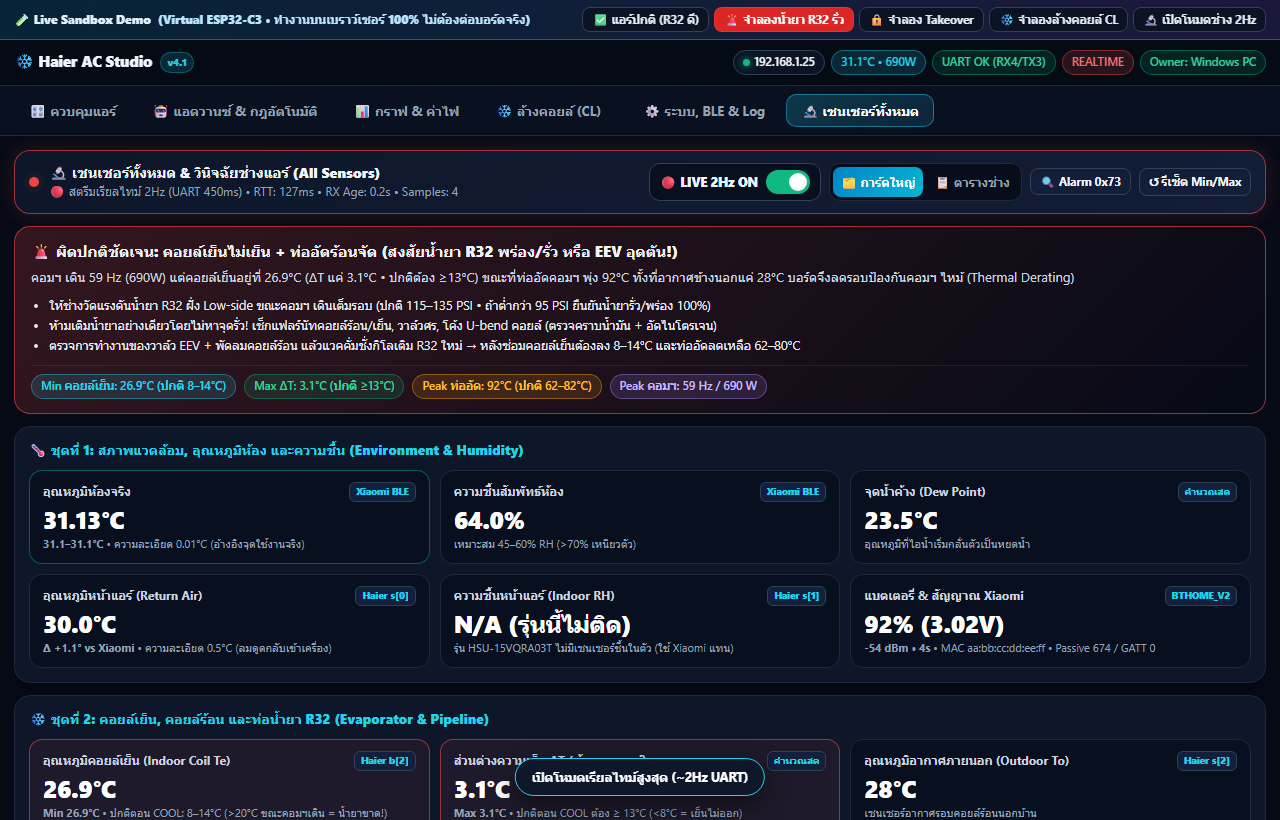 Live Sandbox Demo (Virtual ESP32-C3 • ทำงานบนเบราว์เซอร์ 100% ไม่ต้องต่อบอร์ดจริง)
แอร์ปกติ (R32 ดี)
จำลองน้ำยา R32 รั่ว
จำลอง Takeover
จำลองล้างคอยล์ CL
เปิดโหมดช่าง 2Hz
Haier AC Studio v4.1
192.168.1.25
31.1°C • 690W
UART OK (RX4/TX3)
REALTIME
Owner: Windows PC
ควบคุมแอร์
แอดวานซ์ & กฎอัตโนมัติ
กราฟ & ค่าไฟ
ล้างคอยล์ (CL)
ระบบ, BLE & Log
เซนเซอร์ทั้งหมด
เซนเซอร์ทั้งหมด & วินิจฉัยช่างแอร์ (All Sensors)
สตรีมเรียลไทม์ 2Hz (UART 450ms) • RTT: 127ms • RX Age: 0.2s • Samples: 4
LIVE 2Hz ON
การ์ดใหญ่
ตารางช่าง
Alarm 0x73
↺ รีเซ็ต Min/Max
ผิดปกติชัดเจน: คอยล์เย็นไม่เย็น + ท่ออัดร้อนจัด (สงสัยน้ำยา R32 พร่อง/รั่ว หรือ EEV อุดตัน!)
คอมฯ เดิน 59 Hz (690W) แต่คอยล์เย็นอยู่ที่ 26.9°C (ΔT แค่ 3.1°C • ปกติต้อง ≥13°C) ขณะที่ท่ออัดคอมฯ พุ่ง 92°C ทั้งที่อากาศข้างนอกแค่ 28°C บอร์ดจึงลดรอบป้องกันคอมฯ ไหม้ (Thermal Derating)
• ให้ช่างวัดแรงดันน้ำยา R32 ฝั่ง Low-side ขณะคอมฯ เดินเต็มรอบ (ปกติ 115–135 PSI • ถ้าต่ำกว่า 95 PSI ยืนยันน้ำยารั่ว/พร่อง 100%)
• ห้ามเติมน้ำยาอย่างเดียวโดยไม่หาจุดรั่ว! เช็กแฟลร์นัทคอยล์ร้อน/เย็น, วาล์วศร, โค้ง U-bend คอยล์ (ตรวจคราบน้ำมัน + อัดไนโตรเจน)
• ตรวจการทำงานของวาล์ว EEV + พัดลมคอยล์ร้อน แล้วแวคคั่มชั่งกิโลเติม R32 ใหม่ → หลังซ่อมคอยล์เย็นต้องลง 8–14°C และท่ออัดลดเหลือ 62–80°C
Min คอยล์เย็น: 26.9°C (ปกติ 8–14°C)
Max ΔT: 3.1°C (ปกติ ≥13°C)
Peak ท่ออัด: 92°C (ปกติ 62–82°C)
Peak คอมฯ: 59 Hz / 690 W
ชุดที่ 1: สภาพแวดล้อม, อุณหภูมิห้อง และความชื้น (Environment & Humidity)
อุณหภูมิห้องจริง
Xiaomi BLE
31.13°C
31.1–31.1°C • ความละเอียด 0.01°C (อ้างอิงจุดใช้งานจริง)
ความชื้นสัมพัทธ์ห้อง
Xiaomi BLE
64.0%
เหมาะสม 45–60% RH (>70% เหนียวตัว)
จุดน้ำค้าง (Dew Point)
คำนวณสด
23.5°C
อุณหภูมิที่ไอน้ำเริ่มกลั่นตัวเป็นหยดน้ำ
อุณหภูมิหน้าแอร์ (Return Air)
Haier s[0]
30.0°C
Δ +1.1° vs Xiaomi • ความละเอียด 0.5°C (ลมดูดกลับเข้าเครื่อง)
ความชื้นหน้าแอร์ (Indoor RH)
Haier s[1]
N/A (รุ่นนี้ไม่ติด)
รุ่น HSU-15VQRA03T ไม่มีเซนเซอร์ชื้นในตัว (ใช้ Xiaomi แทน)
แบตเตอรี่ & สัญญาณ Xiaomi
BTHOME_V2
92% (3.02V)
-54 dBm • 4s • MAC aa:bb:cc:dd:ee:ff • Passive 674 / GATT 0
ชุดที่ 2: คอยล์เย็น, คอยล์ร้อน และท่อน้ำยา R32 (Evaporator & Pipeline)
อุณหภูมิคอยล์เย็น (Indoor Coil Te)
Haier b[2]
26.9°C
Min 26.9°C • ปกติตอน COOL: 8–14°C (>20°C ขณะคอมฯเดิน = น้ำยาขาด!)
คำนวณสด
3.1°C
Max 3.1°C • ปกติตอน COOL ต้อง ≥ 13°C (<8°C = เย็นไม่ออก)
อุณหภูมิอากาศภายนอก (Outdoor To)
Haier s[2]
28°C
เซนเซอร์อากาศรอบคอยล์ร้อนนอกบ้าน
เปิดโหมดเรียลไทม์สูงสุด (~2Hz UART)